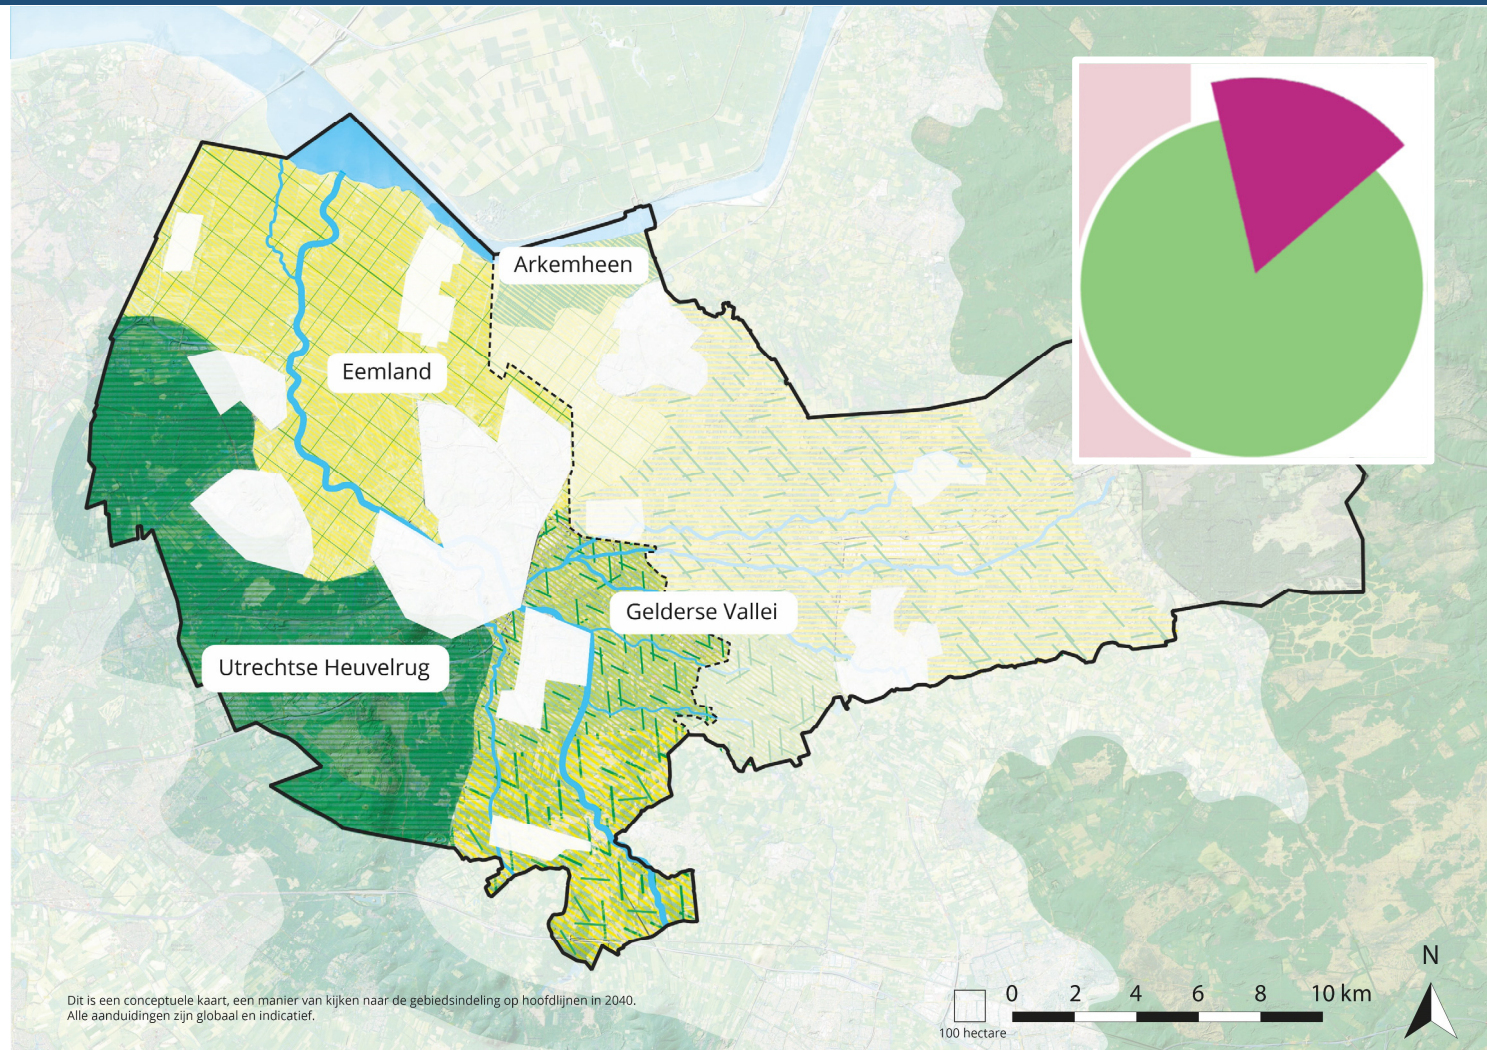 Arkemheen
Eemland
Gelderse Vallei
Utrechtse Heuvelrug
N
Dit is een conceptuele kaart, een manier van kijken naar de gebiedsindeling op hoofdlijnen in 2040.
Alle aanduidingen zijn globaal en indicatief.
0 2 4 6 8 10 km
100 hectare